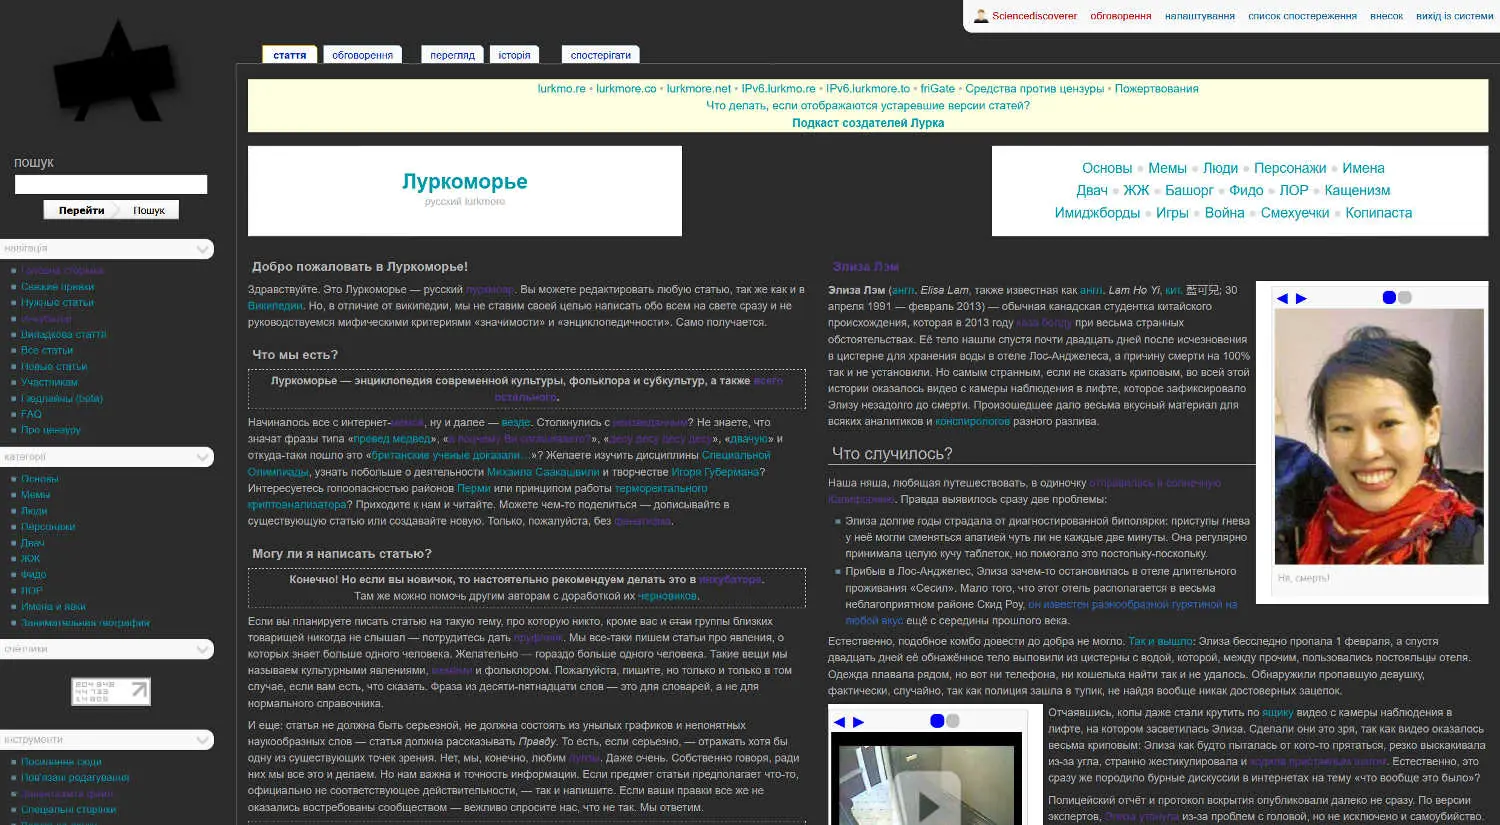 Sciencediscoverer обговорення налаштування список спостереження внесок вихід із системи
стаття обговорення перегляд історія спостерігати
lurkmo.re • lurkmore.co • lurkmore.net • IPv6.lurkmo.re • IPv6.lurkmore.to • friGate • Средства против цензуры • Пожертвования
Что делать, если отображаются устаревшие версии статей?
Подкаст создателей Лурка
пошук
Перейти Пошук
навігація
Головна сторінка
Свежие правки
Нужные статьи
Инкубатор
Випадкова стаття
Все статьи
Новые статьи
Участникам
Гайдлайны (beta)
FAQ
Про цензуру
категорії
Основы
Мемы
Люди
Персонажи
Двач
ЖЖ
Фидо
ЛОР
Имена и явки
Занимательная география
счётчики
інструменти
Посилання сюди
Пов'язані редагування
Завантажити файл
Спеціальні сторінки
Луркоморье
русский lurkmore
Основы Мемы Люди Персонажи Имена
Двач ЖЖ Башорг Фидо ЛОР Кащенизм
Имиджборды Игры Война Смехуечки Копипаста
Добро пожаловать в Луркоморье!
Здравствуйте. Это Луркоморье — русский лурkмоар. Вы можете редактировать любую статью, так же как и в
Википедии. Но, в отличие от википедии, мы не ставим своей целью написать обо всем на свете сразу и не
руководствуемся мифическими критериями «значимости» и «энциклопедичности». Само получается.
Что мы есть?
Луркоморье — энциклопедия современной культуры, фольклора и субкультур, а также всего
остального.
Начиналось все с интернет-мемов, ну и далее — везде. Столкнулись с неизведанным? Не знаете, что
значат фразы типа «превед медвед», «а почему Вы спрашиваете?», «десу десу десу десу», «двачую» и
откуда-таки пошло это «британские ученые доказали…»? Желаете изучить дисциплины Специальной
Олимпиады, узнать побольше о деятельности Михаила Саакашвили и творчестве Игоря Губермана?
Интересуетесь гопоопасностью районов Перми или принципом работы терморектального
криптоанализатора? Приходите к нам и читайте. Можете чем-то поделиться — дописывайте в
существующую статью или создавайте новую. Только, пожалуйста, без фанатизма.
Могу ли я написать статью?
Конечно! Но если вы новичок, то настоятельно рекомендуем делать это в инкубаторе.
Там же можно помочь другим авторам с доработкой их черновиков.
Если вы планируете писать статью на такую тему, про которую никто, кроме вас и стаи группы близких
товарищей никогда не слышал — потрудитесь дать пруфлинк. Мы все-таки пишем статьи про явления, о
которых знает больше одного человека. Желательно — гораздо больше одного человека. Такие вещи мы
называем культурными явлениями, мемами и фольклором. Пожалуйста, пишите, но только и только в том
случае, если вам есть, что сказать. Фраза из десяти-пятнадцати слов — это для словарей, а не для
нормального справочника.
И еще: статья не должна быть серьезной, не должна состоять из унылых графиков и непонятных
наукообразных слов — статья должна рассказывать Правду. То есть, если серьезно, — отражать хотя бы
одну из существующих точек зрения. Нет, мы, конечно, любим лулзы. Даже очень. Собственно говоря, ради
них мы все это и делаем. Но нам важна и точность информации. Если предмет статьи предполагает что-то,
официально не соответствующее действительности, — так и напишите. Если ваши правки все же не
оказались востребованы сообществом — вежливо спросите нас, что не так. Мы ответим.
Элиза Лэм
Элиза Лэм (англ. Elisa Lam, также известная как англ. Lam Ho Yi, кит. 藍可兒; 30
апреля 1991 — февраль 2013) — обычная канадская студентка китайского
происхождения, которая в 2013 году каза болду при весьма странных
обстоятельствах. Её тело нашли спустя почти двадцать дней после исчезновения
в цистерне для хранения воды в отеле Лос-Анджелеса, а причину смерти на 100%
так и не установили. Но самым странным, если не сказать криповым, во всей этой
истории оказалось видео с камеры наблюдения в лифте, которое зафиксировало
Элизу незадолго до смерти. Произошедшее дало весьма вкусный материал для
всяких аналитиков и конспирологов разного разлива.
Ня, смерть!
Что случилось?
Наша няша, любящая путешествовать, в одиночку отправилась в солнечную
Калифорнию. Правда выявилось сразу две проблемы:
Элиза долгие годы страдала от диагностированной биполярки: приступы гнева
у неё могли сменяться апатией чуть ли не каждые две минуты. Она регулярно
принимала целую кучу таблеток, но помогало это постольку-поскольку.
Прибыв в Лос-Анджелес, Элиза зачем-то остановилась в отеле длительного
проживания «Сесил». Мало того, что этот отель располагается в весьма
неблагоприятном районе Скид Роу, он известен разнообразной гурятиной на
любой вкус ещё с середины прошлого века.
Естественно, подобное комбо довести до добра не могло. Так и вышло: Элиза бесследно пропала 1 февраля, а спустя
двадцать дней её обнажённое тело выловили из цистерны с водой, которой, между прочим, пользовались постояльцы отеля.
Одежда плавала рядом, но вот ни телефона, ни кошелька найти так и не удалось. Обнаружили пропавшую девушку,
фактически, случайно, так как полиция зашла в тупик, не найдя вообще никак достоверных зацепок.
Отчаявшись, копы даже стали крутить по ящику видео с камеры наблюдения в
лифте, на котором засветилась Элиза. Сделали они это зря, так как видео оказалось
весьма криповым: Элиза как будто пыталась от кого-то прятаться, резко выскакивала
из-за угла, странно жестикулировала и ходила приставным шагом. Естественно, это
сразу же породило бурные дискуссии в интернетах на тему «что вообще это было»?
Полицейский отчёт и протокол вскрытия опубликовали далеко не сразу. По версии
экспертов, Элиза утонула из-за проблем с головой, но не исключено и самоубийство.